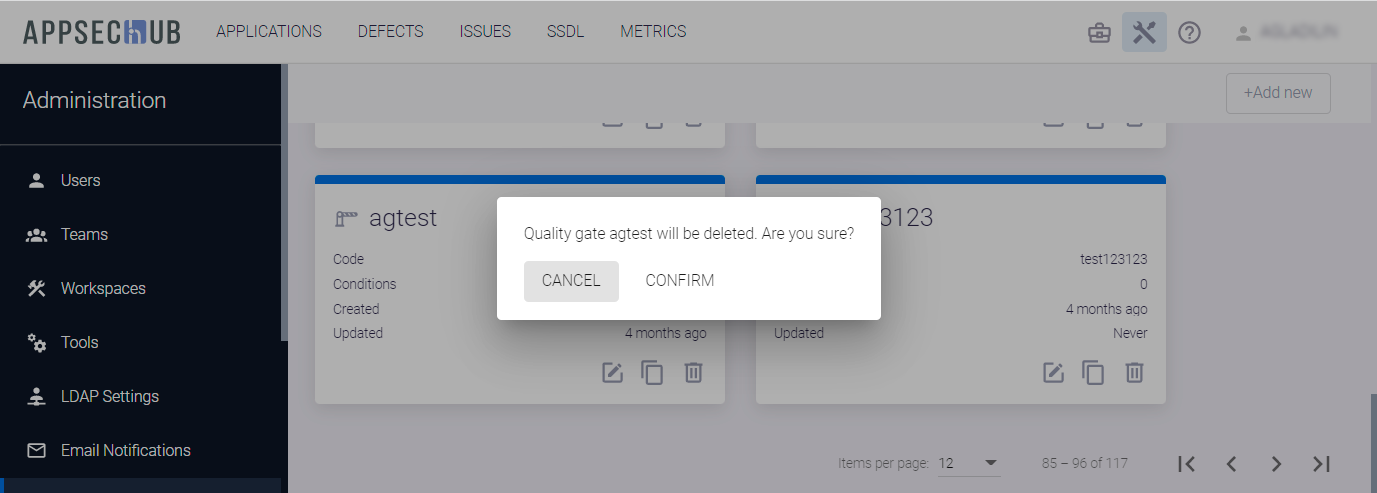 APPSECHUB APPLICATIONS DEFECTS ISSUES SSDL METRICS
Administration
+Add new
Users
Teams
Workspaces
Tools
LDAP Settings
Email Notifications
agtest
Code
Conditions
Created
Updated 4 months ago
3123
test123123
0
4 months ago
Updated Never
Quality gate agtest will be deleted. Are you sure?
CANCEL CONFIRM
Items per page: 12 85 – 96 of 117